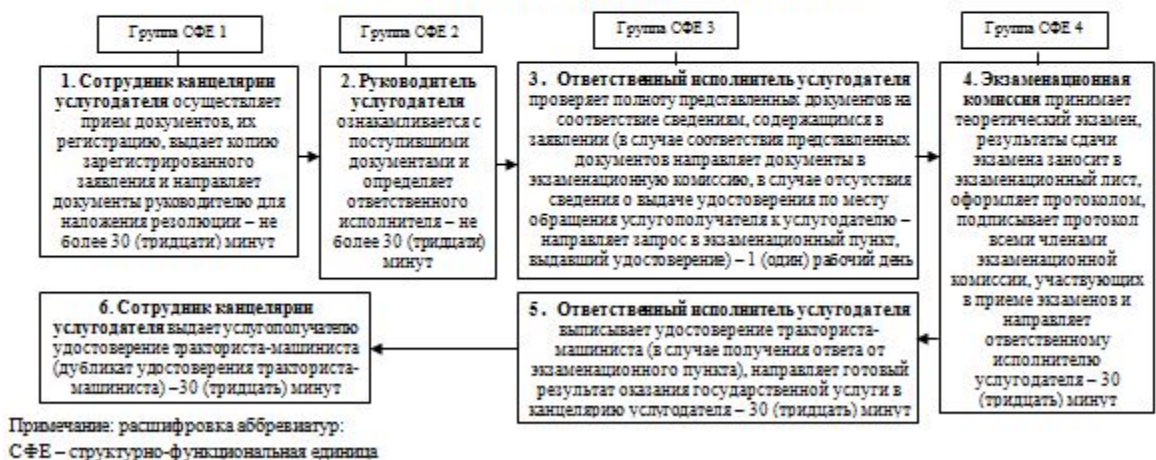 Группа СФЕ 1
Группа СФЕ 2
Группа СФЕ 3
Группа СФЕ 4
1. Сотрудник канцелярии
услугодателя осуществляет
прием документов, их
регистрацию, выдает копию
зарегистрированного
заявления и направляет
документы руководителю для
наложения резолюции – не
более 30 (тридцати) минут
2. Руководитель
услугодателя
ознакамливается с
поступившими
документами и
определяет
ответственного
исполнителя – не
более 30 (тридцати)
минут
3. Ответственный исполнитель услугодателя
проверяет полноту представленных документов на
соответствие сведениям, содержащимся в
заявлении (в случае соответствия представленных
документов направляет документы в
экзаменационную комиссию, в случае отсутствия
сведения о выдаче удостоверения по месту
обращения услугополучателя к услугодателю –
направляет запрос в экзаменационный пункт,
выдавший удостоверение) – 1 (один) рабочий день
4. Экзаменационная
комиссия принимает
теоретический экзамен,
результаты сдачи
экзамена заносит в
экзаменационный лист,
оформляет протоколом,
подписывает протокол
всеми членами
экзаменационной
комиссии, участвующих
в приеме экзаменов и
направляет
ответственному
исполнителю
услугодателя – 30
(тридцать) минут
5. Ответственный исполнитель услугодателя
выписывает удостоверение тракториста-
машиниста (в случае получения ответа от
экзаменационного пункта), направляет готовый
результат оказания государственной услуги в
канцелярию услугодателя – 30 (тридцать) минут
6. Сотрудник канцелярии
услугодателя выдает услугополучателю
удостоверение тракториста-машиниста
(дубликат удостоверения тракториста-
машиниста) –30 (тридцать) минут
Примечание: расшифровка аббревиатур:
СФЕ – структурно-функциональная единица